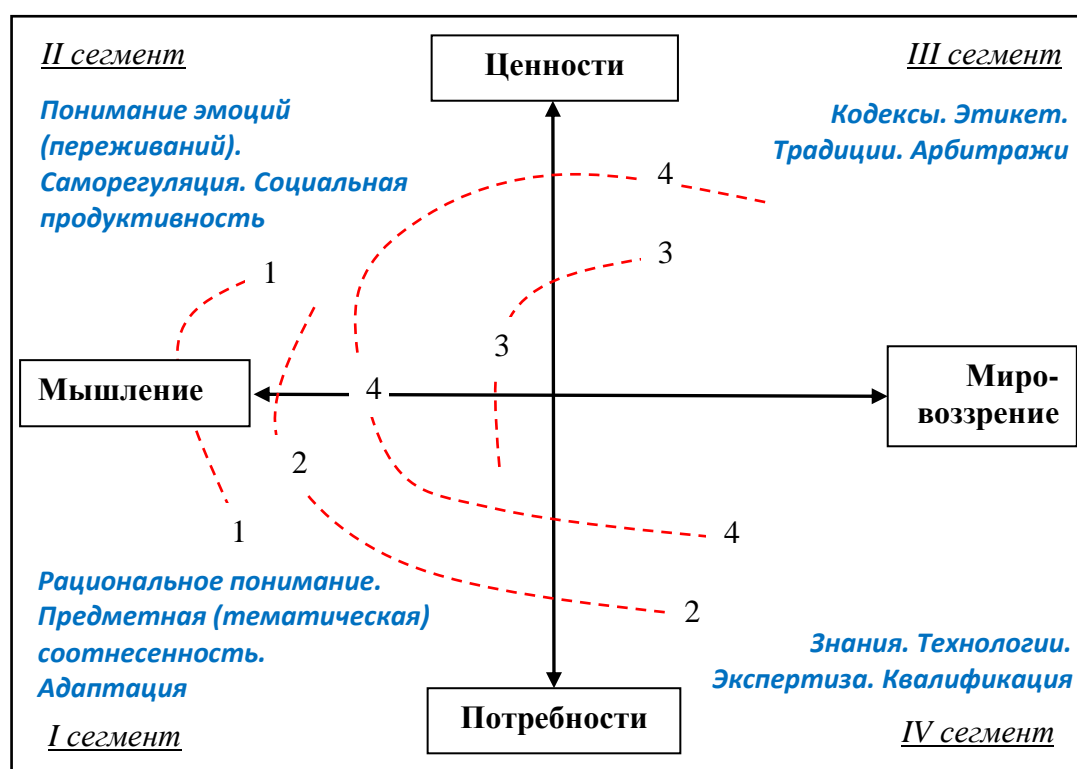 II сегмент
Ценности
III сегмент
Понимание эмоций
(переживаний).
Саморегуляция. Социальная
продуктивность
Кодексы. Этикет.
Традиции. Арбитражи
4
3
1
3
Мышление
4
Миро-
воззрение
2
1
4
2
Рациональное понимание.
Предметная (тематическая)
соотнесенность.
Адаптация
Знания. Технологии.
Экспертиза. Квалификация
I сегмент
Потребности
IV сегмент